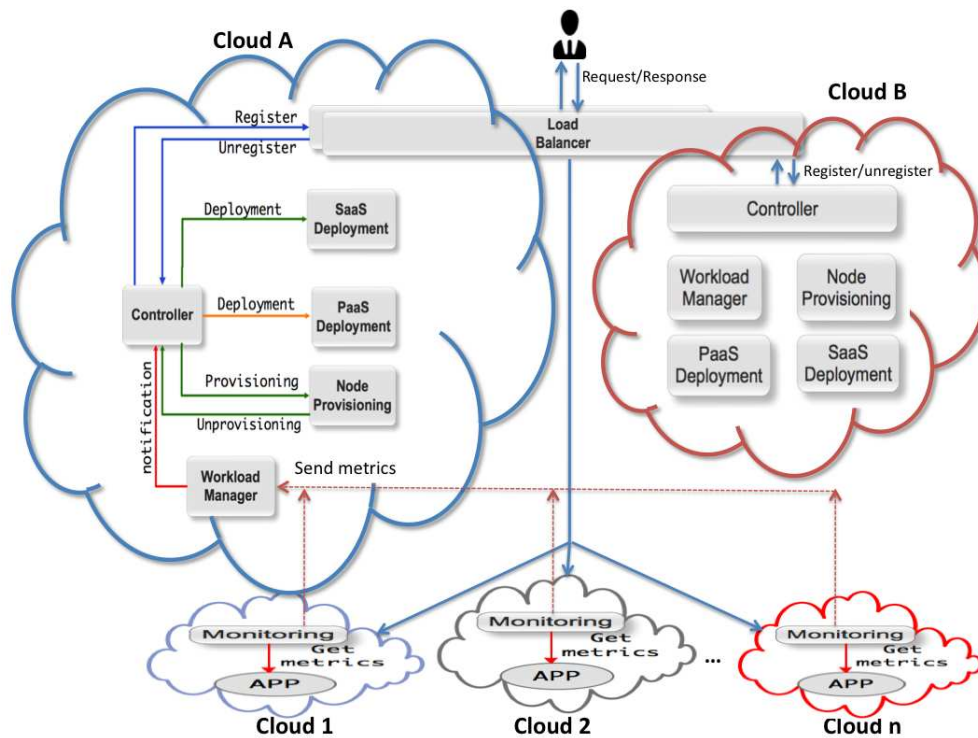 Cloud A
Request/Response
Cloud B
Register
Unregister
Load
Balancer
Register/unregister
Controller
Deployment
SaaS
Deployment
Workload
Manager
Node
Provisioning
Controller
Deployment
PaaS
Deployment
PaaS
Deployment
SaaS
Deployment
Provisioning
Node
Provisioning
Unprovisioning
notification
Send metrics
Workload
Manager
Monitoring
Get
metrics
APP
Cloud 1
Monitoring
Get
metrics
APP
Cloud 2
...
Monitoring
Get
metrics
APP
Cloud n